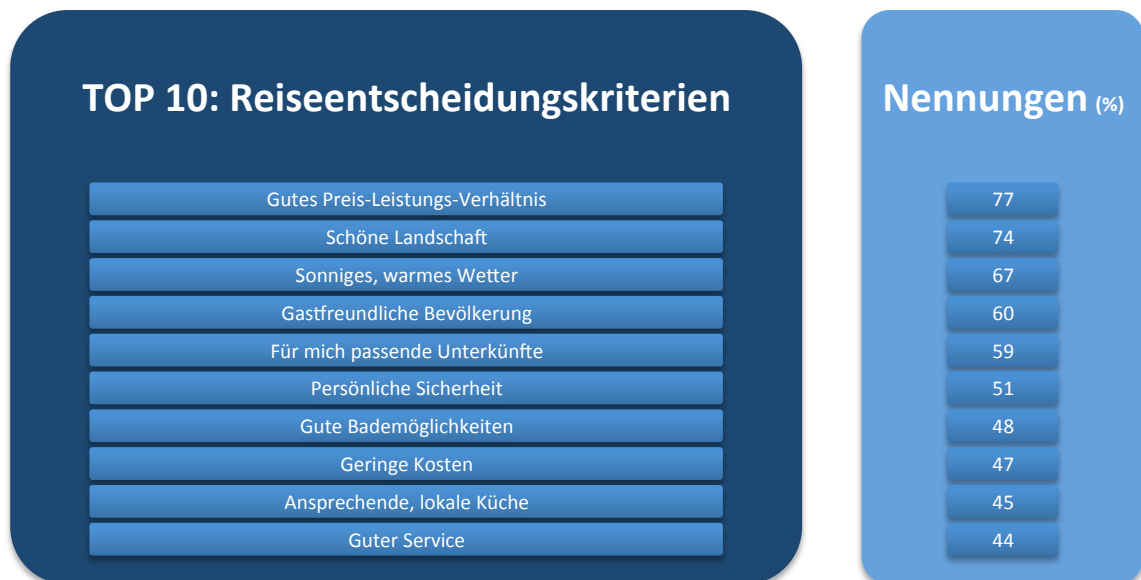 TOP 10: Reiseentscheidungskriterien
Nennungen (%)
Gutes Preis-Leistungs-Verhältnis 77
Schöne Landschaft 74
Sonniges, warmes Wetter 67
Gastfreundliche Bevölkerung 60
Für mich passende Unterkünfte 59
Persönliche Sicherheit 51
Gute Bademöglichkeiten 48
Geringe Kosten 47
Ansprechende, lokale Küche 45
Guter Service 44